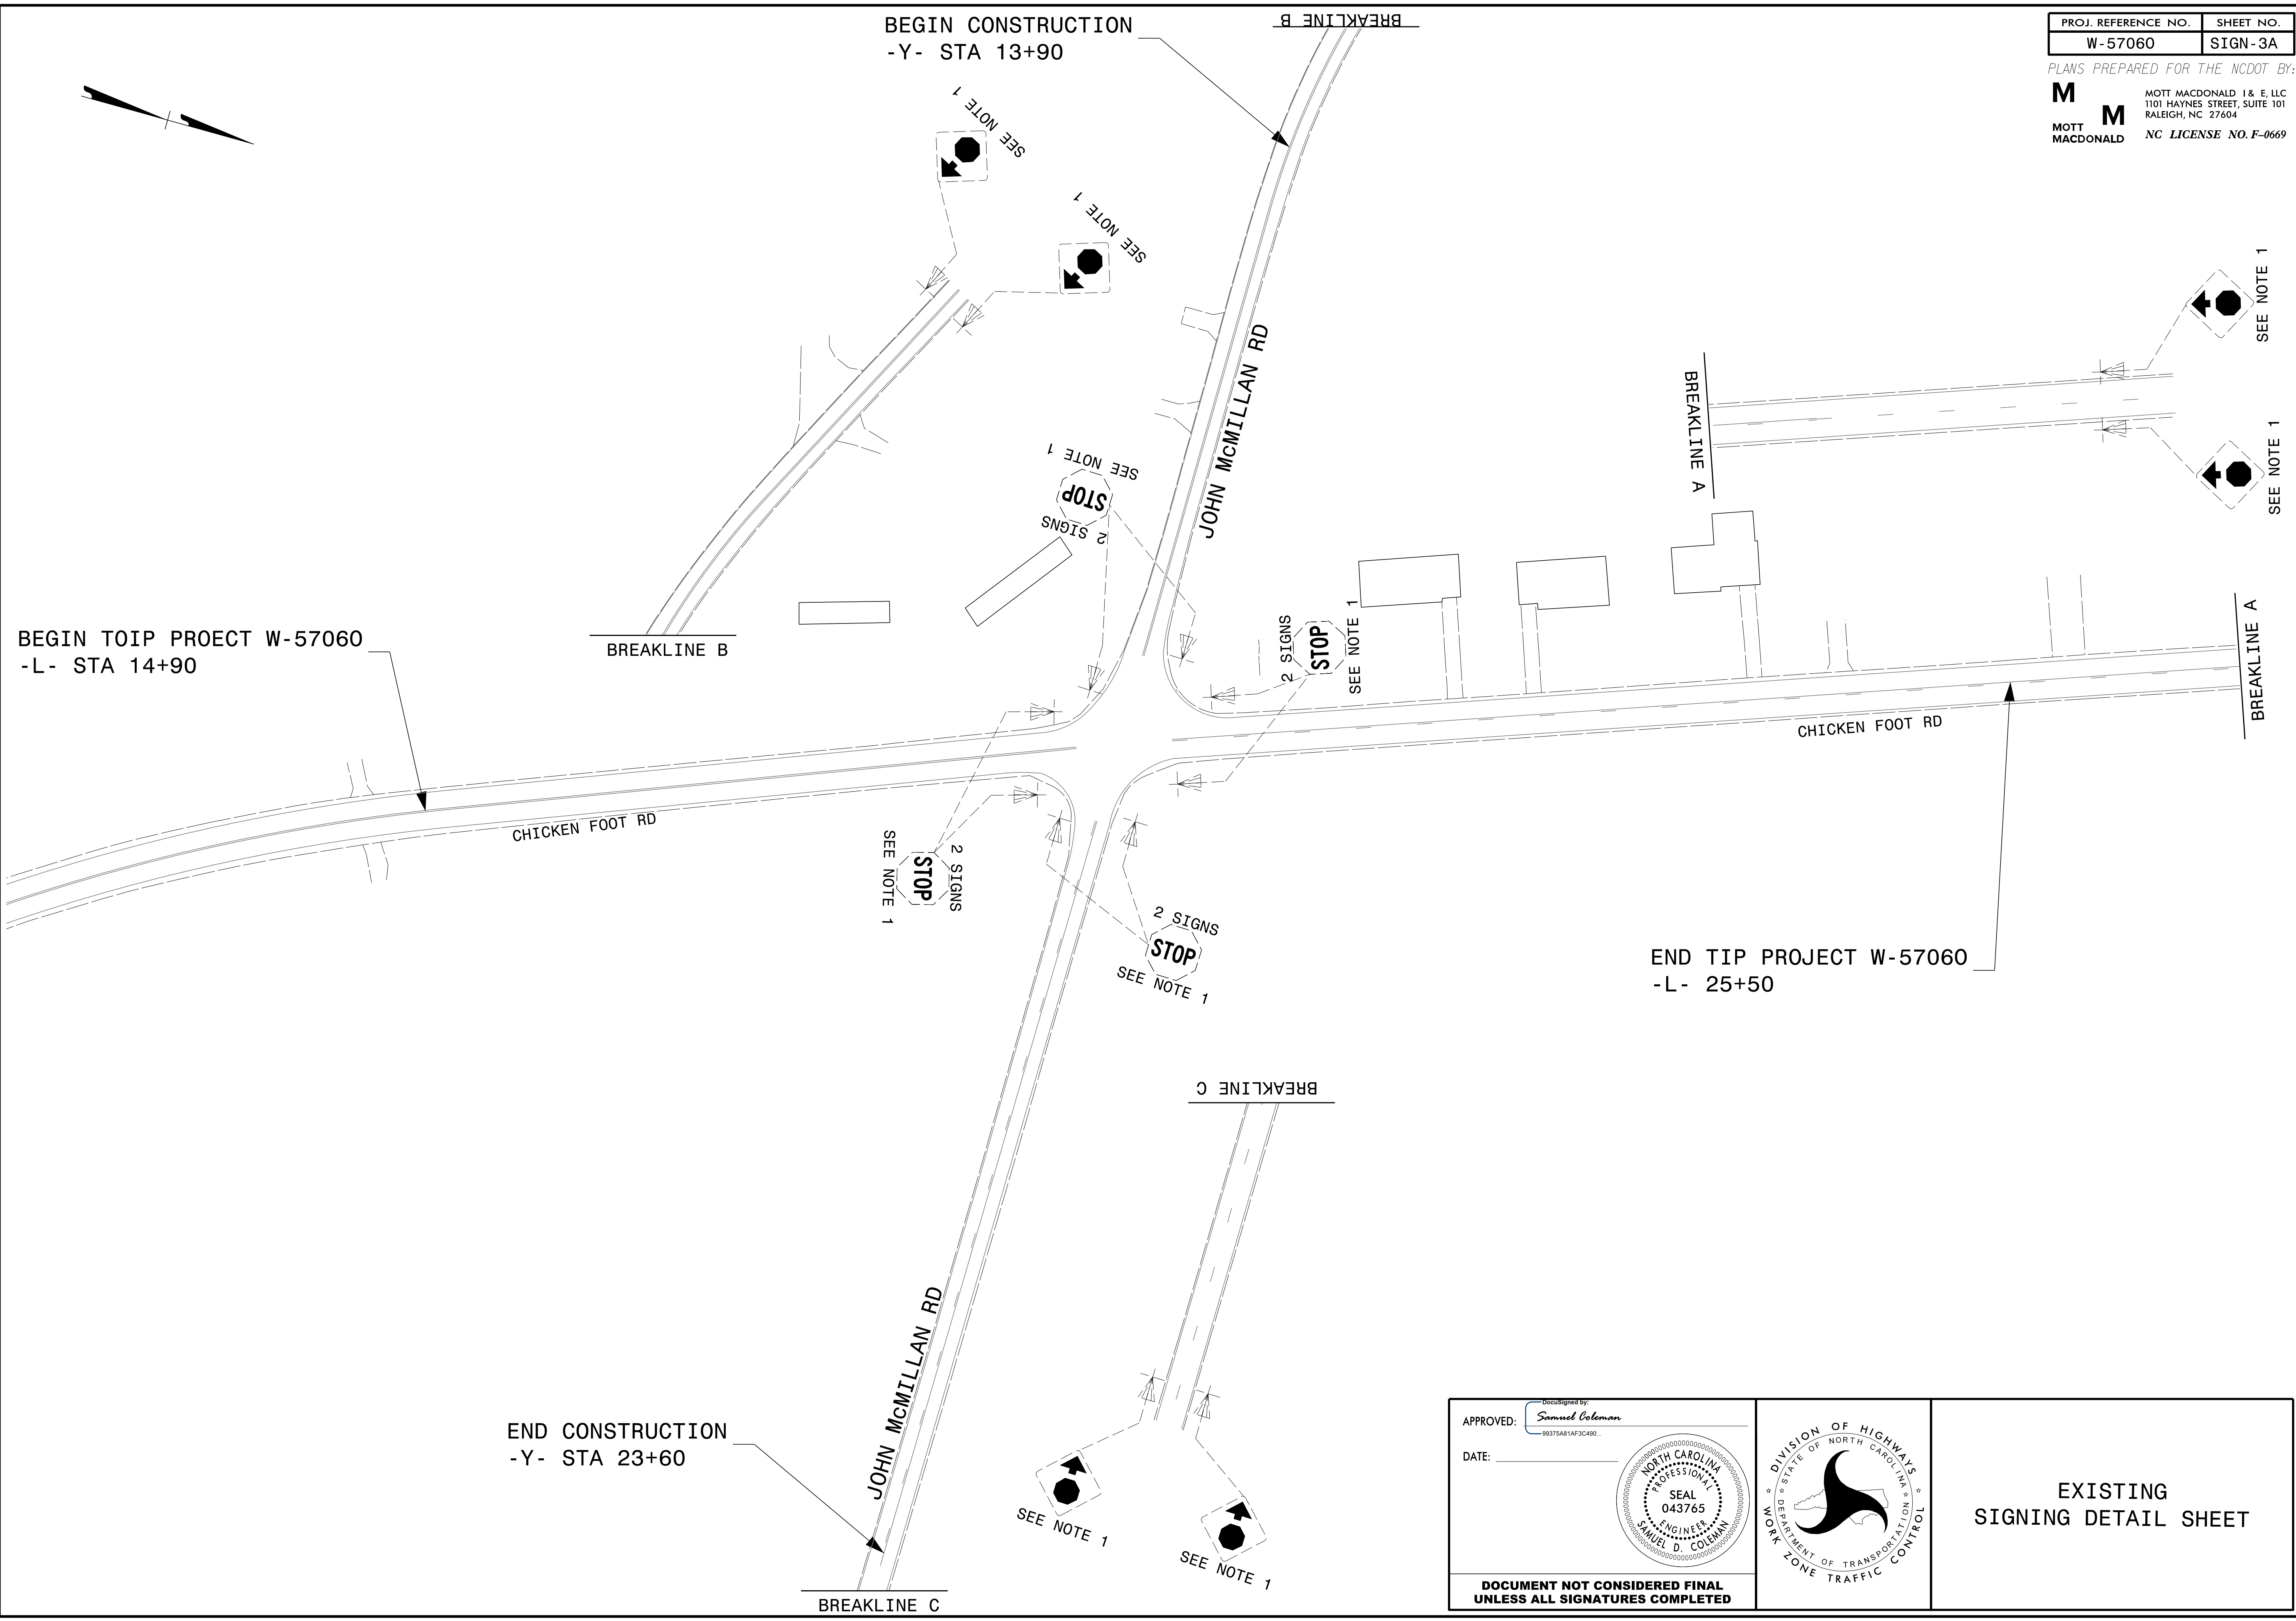 BEGIN CONSTRUCTION
-Y- STA 13+90
BREAKLINE B
PROJ. REFERENCE NO.
SHEET NO.
W-5706O
SIGN-3A
PLANS PREPARED FOR THE NCDOT BY:
M
M
MOTT
MACDONALD
MOTT MACDONALD I & E, LLC
1101 HAYNES STREET, SUITE 101
RALEIGH, NC 27604
NC LICENSE NO. F-0669
SEE NOTE 1
SEE NOTE 1
JOHN McMILLAN RD
SEE NOTE 1
SEE NOTE 1
BREAKLINE A
SEE NOTE 1
STOP
2 SIGNS
BEGIN TOIP PROECT W-5706O
-L- STA 14+90
BREAKLINE B
2 SIGNS
STOP
SEE NOTE 1
BREAKLINE A
CHICKEN FOOT RD
CHICKEN FOOT RD
SEE NOTE 1
STOP
2 SIGNS
2 SIGNS
STOP
SEE NOTE 1
END TIP PROJECT W-5706O
-L- 25+50
BREAKLINE C
JOHN McMILLAN RD
END CONSTRUCTION
-Y- STA 23+60
SEE NOTE 1
SEE NOTE 1
BREAKLINE C
APPROVED:
DocuSigned by:
Samuel Coleman
99375A81AF3C490...
DATE:
NORTH CAROLINA
PROFESSIONAL
SEAL
043765
ENGINEER
SAMUEL D. COLEMAN
DOCUMENT NOT CONSIDERED FINAL
UNLESS ALL SIGNATURES COMPLETED
DIVISION OF HIGHWAYS
STATE OF NORTH CAROLINA
DEPARTMENT OF TRANSPORTATION
WORK ZONE TRAFFIC CONTROL
EXISTING
SIGNING DETAIL SHEET